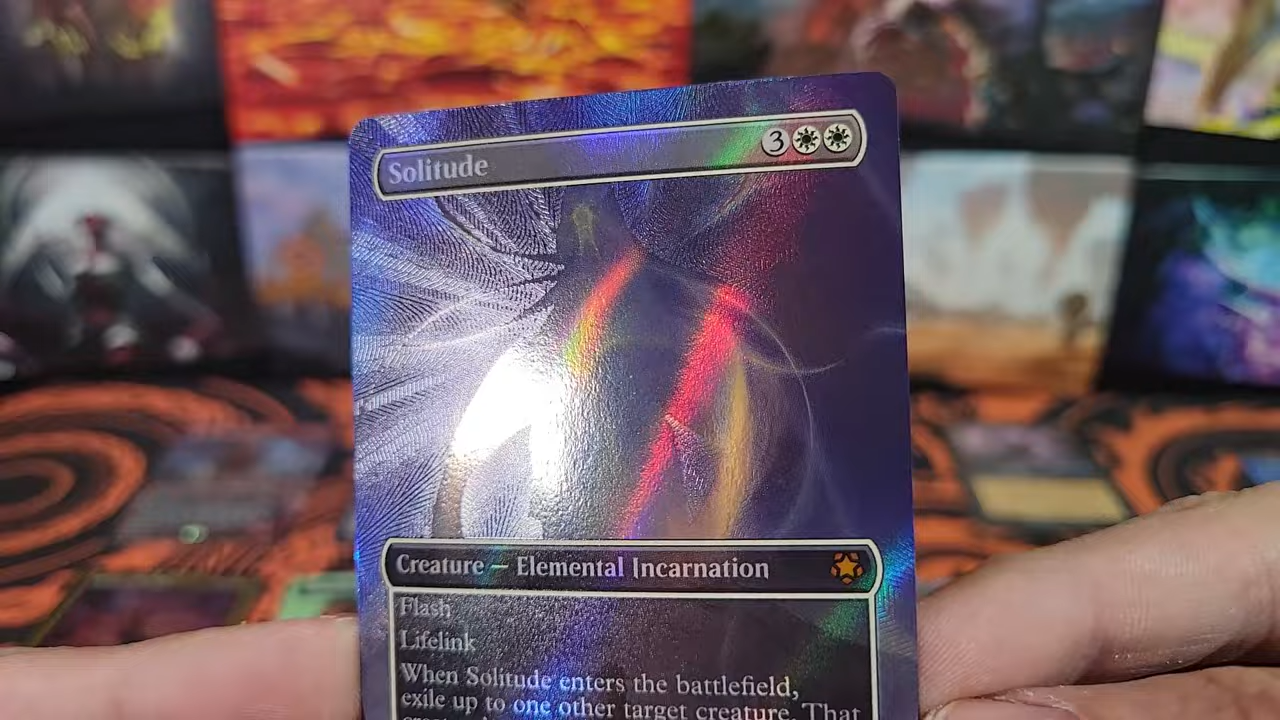 Solitude 3
Creature — Elemental Incarnation
Flash
Lifelink
When Solitude enters the battlefield,
exile up to one other target creature. That